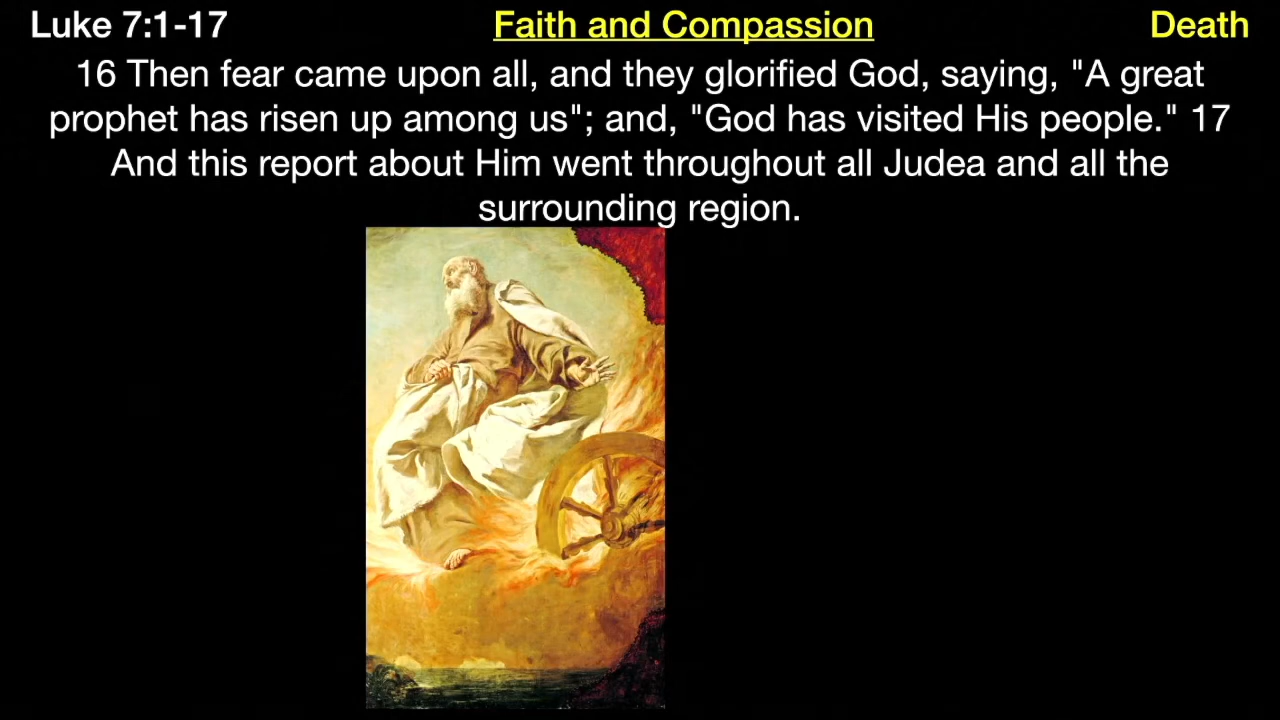 Luke 7:1-17 Faith and Compassion Death
16 Then fear came upon all, and they glorified God, saying, "A great
prophet has risen up among us"; and, "God has visited His people." 17
And this report about Him went throughout all Judea and all the
surrounding region.